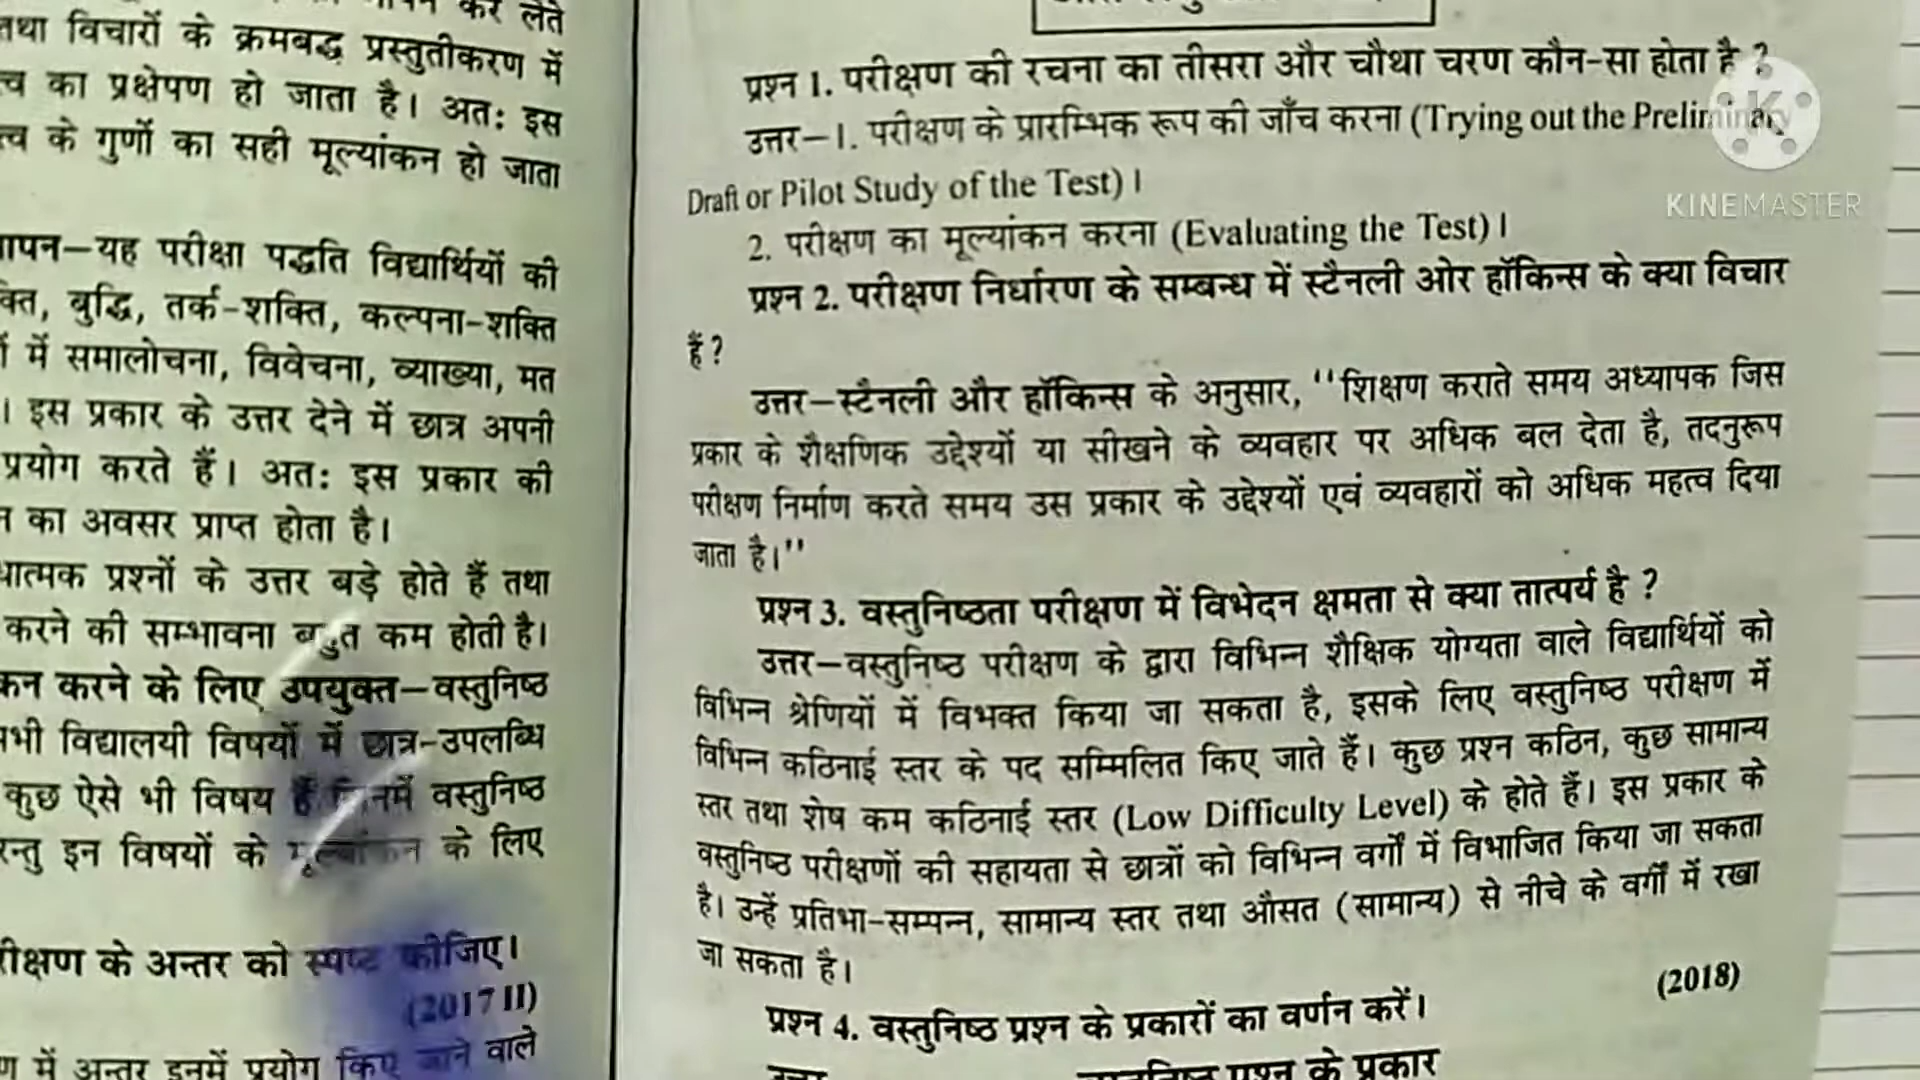 कर लेते
तथा विचारों के क्रमबद्ध प्रस्तुतीकरण में
का प्रक्षेपण हो जाता है। अतः इस
के गुणों का सही मूल्यांकन हो जाता
यह परीक्षा पद्धति विद्यार्थियों की
बुद्धि, तर्क-शक्ति, कल्पना-शक्ति
में समालोचना, विवेचना, व्याख्या, मत
। इस प्रकार के उत्तर देने में छात्र अपनी
प्रयोग करते हैं। अतः इस प्रकार की
का अवसर प्राप्त होता है।
प्रश्नों के उत्तर बड़े होते हैं तथा
करने की सम्भावना बहुत कम होती है।
करने के लिए उपयुक्त—वस्तुनिष्ठ
विद्यालयी विषयों में छात्र-उपलब्धि
कुछ ऐसे भी विषय हैं जिनमें वस्तुनिष्ठ
इन विषयों के मूल्यांकन के लिए
के अन्तर को स्पष्ट कीजिए।
(2017 II)
में अन्तर इनमें प्रयोग किए जाने वाले
प्रश्न 1. परीक्षण की रचना का तीसरा और चौथा चरण कौन-सा होता है ?
उत्तर—1. परीक्षण के प्रारम्भिक रूप की जाँच करना (Trying out the Preliminary
Draft or Pilot Study of the Test)।
2. परीक्षण का मूल्यांकन करना (Evaluating the Test)।
प्रश्न 2. परीक्षण निर्धारण के सम्बन्ध में स्टैनली ओर हॉकिन्स के क्या विचार
हैं ?
उत्तर—स्टैनली और हॉकिन्स के अनुसार, ''शिक्षण कराते समय अध्यापक जिस
प्रकार के शैक्षणिक उद्देश्यों या सीखने के व्यवहार पर अधिक बल देता है, तदनुरूप
परीक्षण निर्माण करते समय उस प्रकार के उद्देश्यों एवं व्यवहारों को अधिक महत्व दिया
जाता है।''
प्रश्न 3. वस्तुनिष्ठता परीक्षण में विभेदन क्षमता से क्या तात्पर्य है ?
उत्तर—वस्तुनिष्ठ परीक्षण के द्वारा विभिन्न शैक्षिक योग्यता वाले विद्यार्थियों को
विभिन्न श्रेणियों में विभक्त किया जा सकता है, इसके लिए वस्तुनिष्ठ परीक्षण में
विभिन्न कठिनाई स्तर के पद सम्मिलित किए जाते हैं। कुछ प्रश्न कठिन, कुछ सामान्य
स्तर तथा शेष कम कठिनाई स्तर (Low Difficulty Level) के होते हैं। इस प्रकार के
वस्तुनिष्ठ परीक्षणों की सहायता से छात्रों को विभिन्न वर्गों में विभाजित किया जा सकता
है। उन्हें प्रतिभा-सम्पन्न, सामान्य स्तर तथा औसत (सामान्य) से नीचे के वर्गों में रखा
जा सकता है।
(2018)
प्रश्न 4. वस्तुनिष्ठ प्रश्न के प्रकारों का वर्णन करें।
वस्तुनिष्ठ प्रश्न के प्रकार
K
KINEMASTER